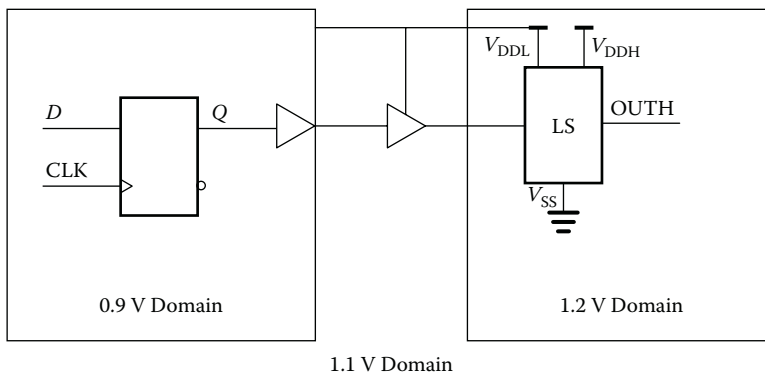 V_DDL
V_DDH
D
Q
LS
OUTH
CLK
V_SS
0.9 V Domain
1.2 V Domain
1.1 V Domain